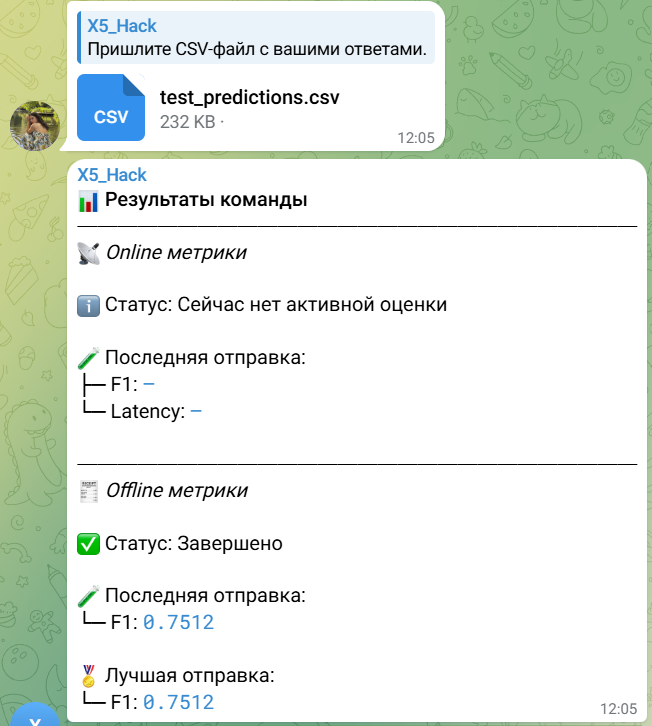 X5_Hack
Пришлите CSV-файл с вашими ответами.
CSV
test_predictions.csv
232 KB ·
12:05
X5_Hack
Результаты команды
Online метрики
Статус: Сейчас нет активной оценки
Последняя отправка:
├─ F1: –
└─ Latency: –
Offline метрики
Статус: Завершено
Последняя отправка:
└─ F1: 0.7512
Лучшая отправка:
└─ F1: 0.7512
12:05
X